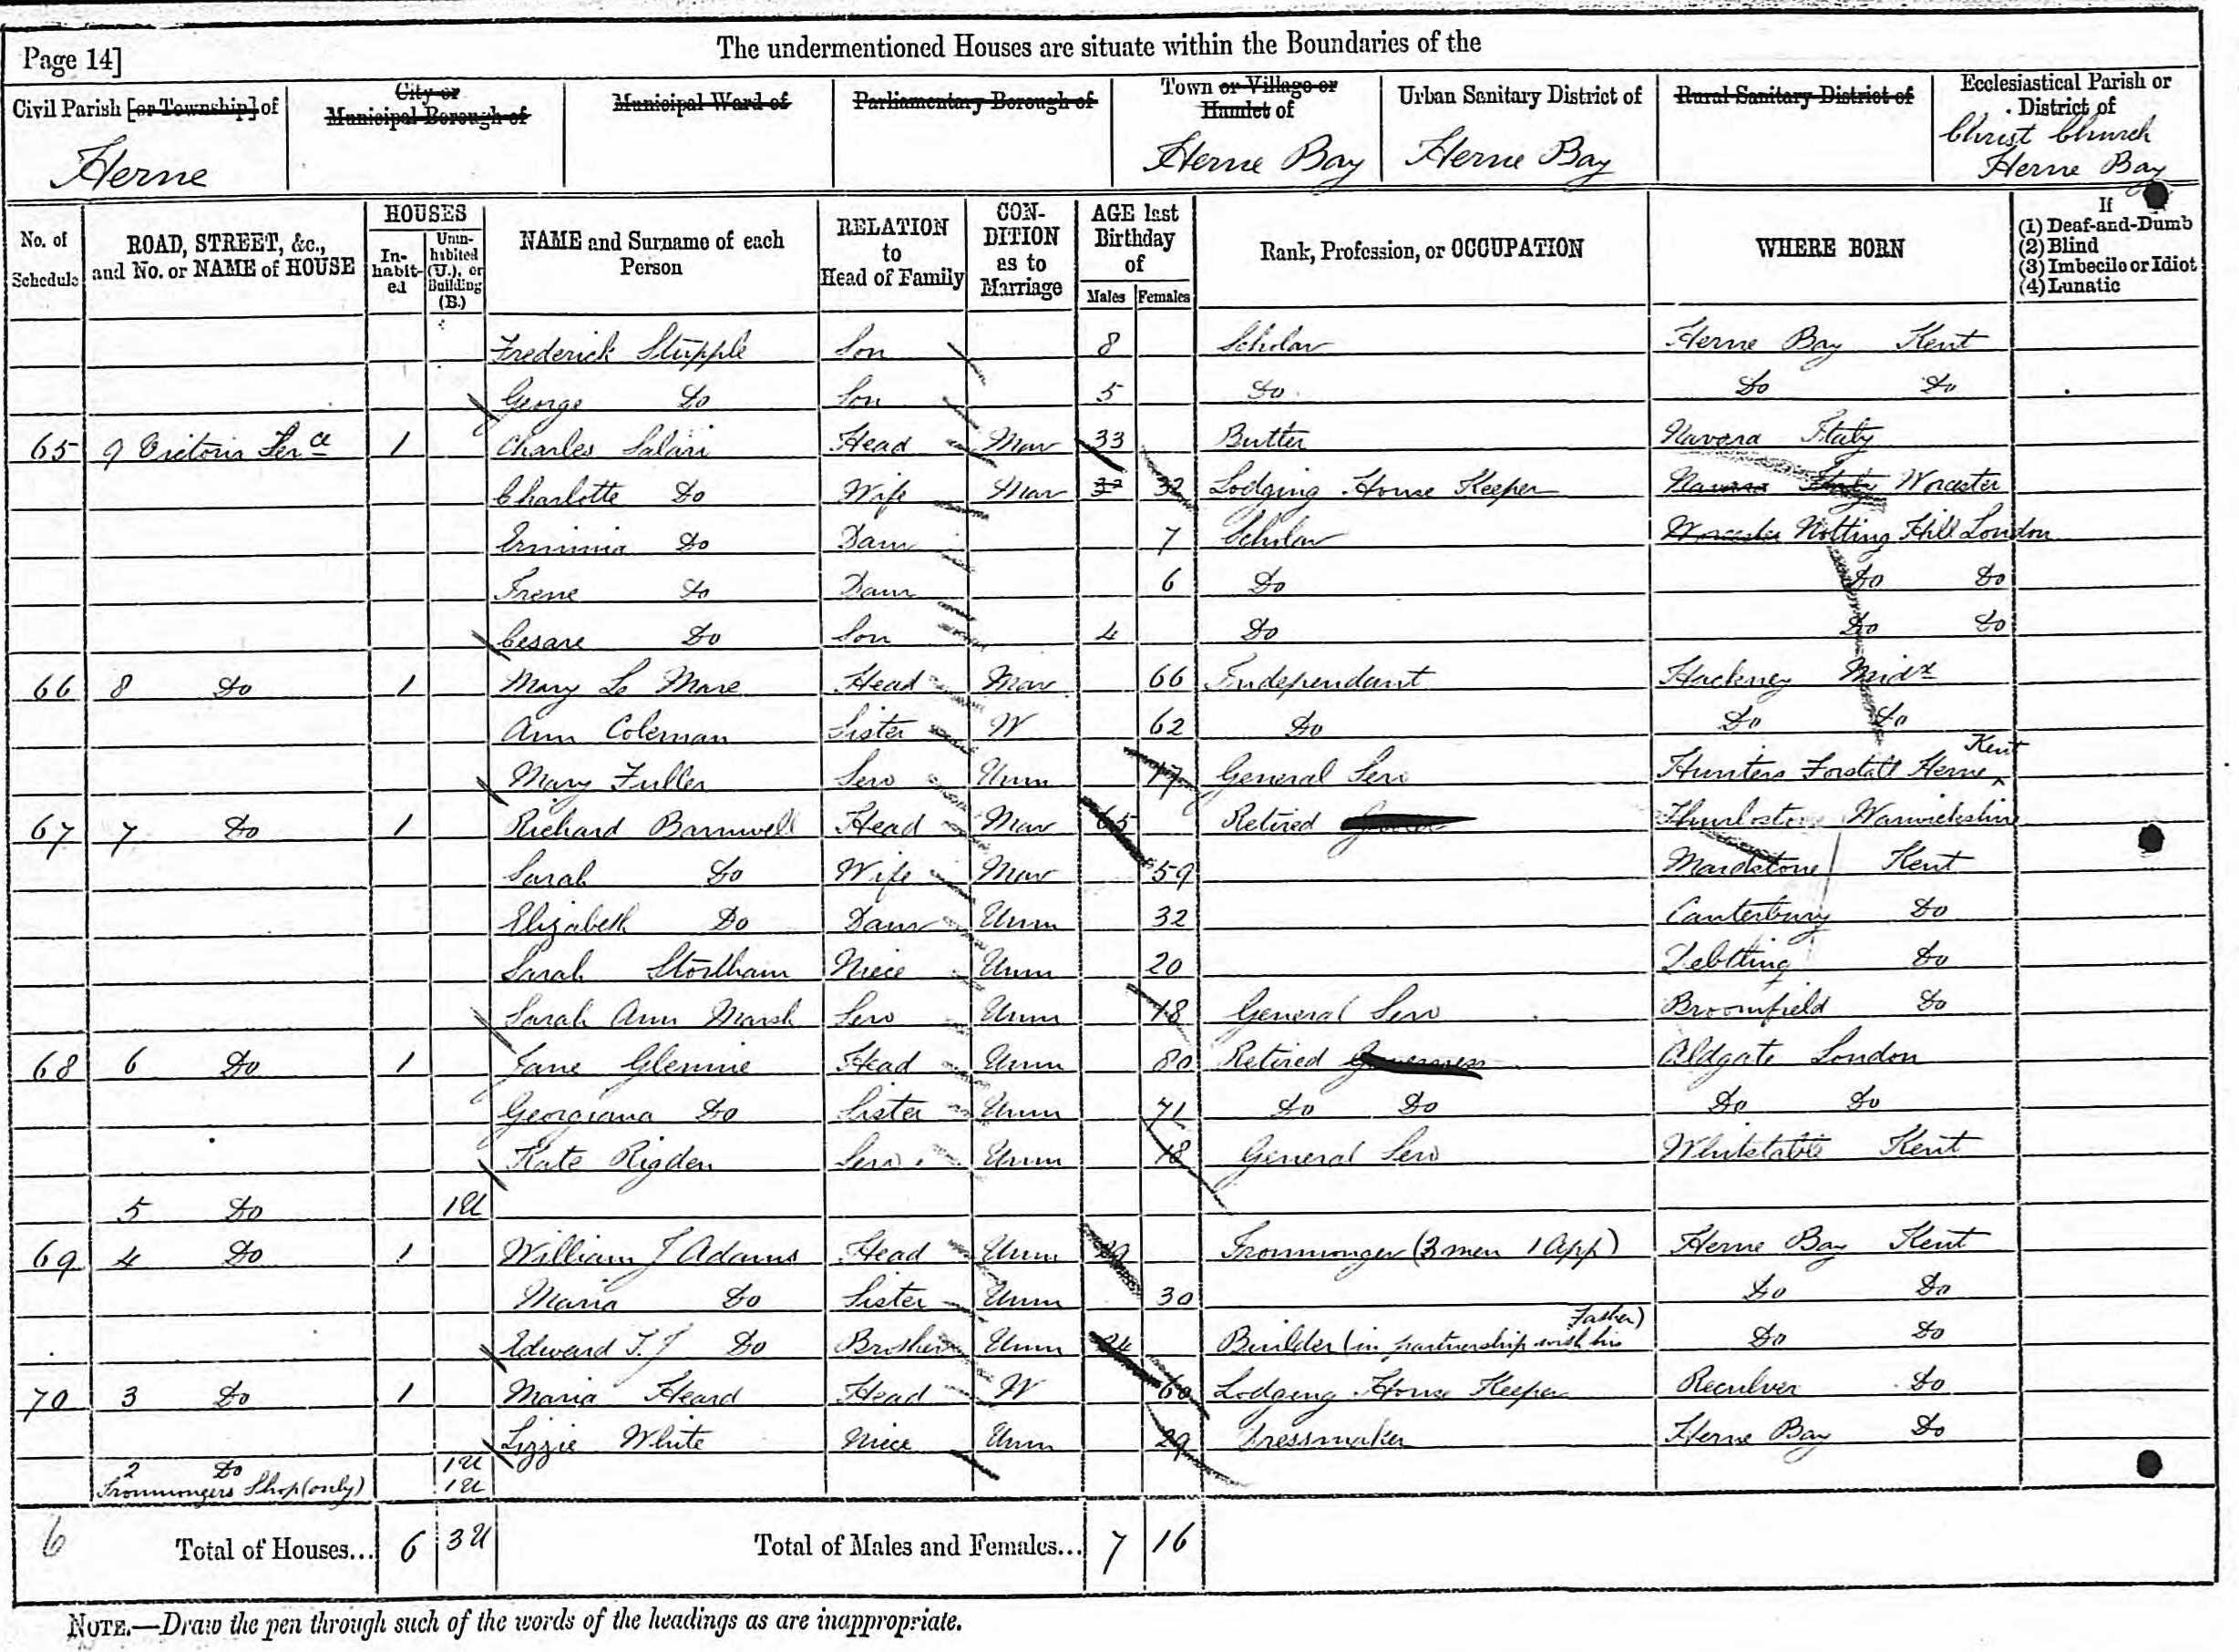 Page 14]
The undermentioned Houses are situate within the Boundaries of the
Civil Parish [or Township] of
City or Municipal Borough of
Municipal Ward of
Parliamentary Borough of
Town or Village or Hamlet of
Urban Sanitary District of
Rural Sanitary District of
Ecclesiastical Parish or District of
Herne
Herne Bay
Herne Bay
Christ Church Herne Bay
No. of Schedule
ROAD, STREET, &c., and No. or NAME of HOUSE
HOUSES
In-habit-ed
Unin-habited (U.), or Building (B.)
NAME and Surname of each Person
RELATION to Head of Family
CON-DITION as to Marriage
AGE last Birthday of
Males Females
Rank, Profession, or OCCUPATION
WHERE BORN
If
(1) Deaf-and-Dumb
(2) Blind
(3) Imbecile or Idiot
(4) Lunatic
Frederick Stupple Son 8 Scholar Herne Bay Kent
George Do Son 5 Do Do Do
65 9 Victoria Terce 1 Charles Salari Head Mar 33 Butler Navara Italy
Charlotte Do Wife Mar 32 32 Lodging House Keeper Navara Italy Worcester
Erminia Do Daur 7 Scholar Worcester Notting Hill London
Irene Do Daur 6 Do Do Do
Cesare Do Son 4 Do Do Do
66 8 Do 1 Mary Le Mare Head Mar 66 Independant Hackney Midx
Ann Coleman Sister W 62 Do Do Do
Mary Fuller Serv Unm 17 General Serv Hunters Forstall Herne Kent
67 7 Do 1 Richard Barnwell Head Mar 65 Retired Thurlostone Warwickshire
Sarah Do Wife Mar 59 Maidstone Kent
Elizabeth Do Daur Unm 32 Canterbury Do
Sarah Niece Unm 20 Debtling Do
Sarah Ann Marsh Serv Unm 18 General Serv Broomfield Do
68 6 Do 1 Jane Glennie Head Unm 80 Retired Governess Aldgate London
Georgiana Do Sister Unm 71 Do Do Do Do
Kate Rigden Serv. Unm 18 General Serv Whitstable Kent
5 Do 1U
69 4 Do 1 William J Adams Head Unm 29 Ironmonger (3 men 1 App) Herne Bay Kent
Maria Do Sister Unm 30 Do Do
Edward T. J Do Brother Unm 24 Builder (in partnership with his Father) Do Do
70 3 Do 1 Maria Heard Head W 60 Lodging House Keeper Reculver Do
Lizzie White Niece Unm 29 Dressmaker Herne Bay Do
2 Do 1U
Ironmongers Shop (only) 1U
6 Total of Houses... 6 3U Total of Males and Females... 7 16
NOTE.—Draw the pen through such of the words of the headings as are inappropriate.